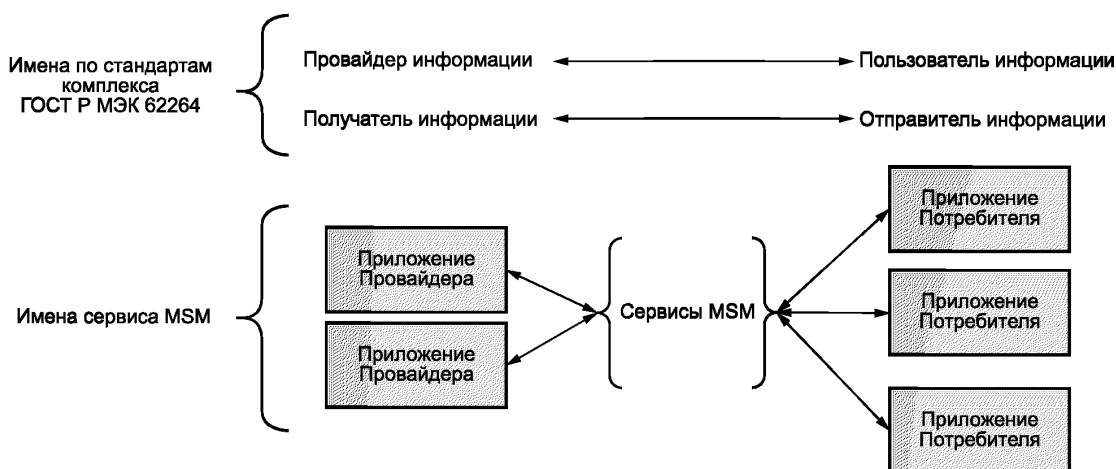 Имена по стандартам
комплекса
ГОСТ Р МЭК 62264
Провайдер информации
Пользователь информации
Получатель информации
Отправитель информации
Имена сервиса MSM
Приложение
Провайдера
Приложение
Провайдера
Сервисы MSM
Приложение
Потребителя
Приложение
Потребителя
Приложение
Потребителя